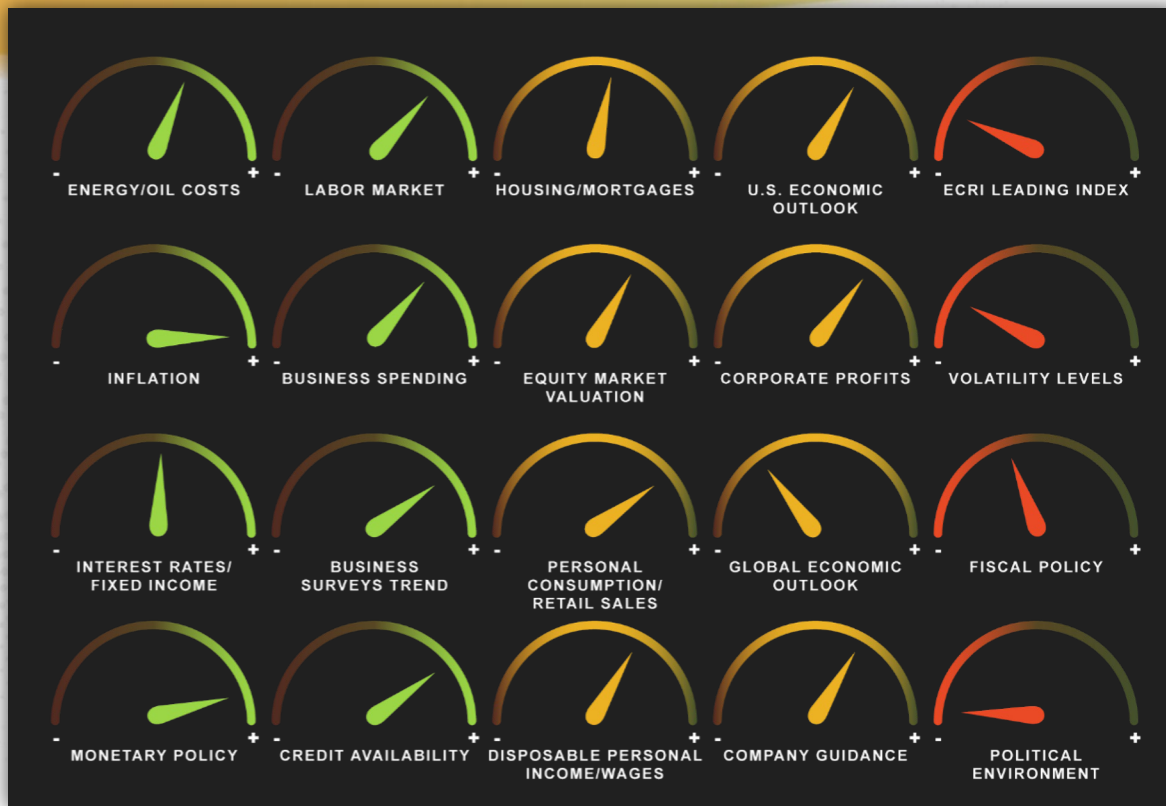 - +
- +
- +
- +
- +
ENERGY/OIL COSTS
LABOR MARKET
HOUSING/MORTGAGES
U.S. ECONOMIC
OUTLOOK
ECRI LEADING INDEX
- +
- +
- +
- +
- +
INFLATION
BUSINESS SPENDING
EQUITY MARKET
VALUATION
CORPORATE PROFITS
VOLATILITY LEVELS
- +
- +
- +
- +
- +
INTEREST RATES/
FIXED INCOME
BUSINESS
SURVEYS TREND
PERSONAL
CONSUMPTION/
RETAIL SALES
GLOBAL ECONOMIC
OUTLOOK
FISCAL POLICY
- +
- +
- +
- +
- +
MONETARY POLICY
CREDIT AVAILABILITY
DISPOSABLE PERSONAL
INCOME/WAGES
COMPANY GUIDANCE
POLITICAL
ENVIRONMENT